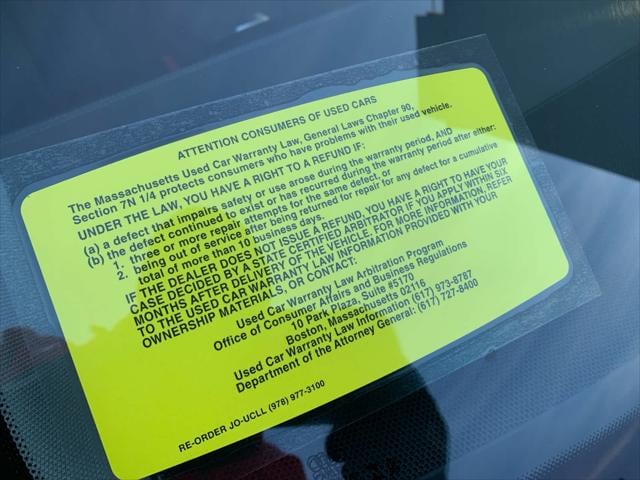 ATTENTION CONSUMERS OF USED CARS
The Massachusetts Used Car Warranty Law, General Laws Chapter 90,
Section 7N 1/4 protects consumers who have problems with their used vehicle.
UNDER THE LAW, YOU HAVE A RIGHT TO A REFUND IF:
(a) a defect that impairs safety or use arose during the warranty period, AND
(b) the defect continued to exist or has recurred during the warranty period after either:
1. three or more repair attempts for the same defect, or
2. being out of service after being returned for repair for any defect for a cumulative
total of more than 10 business days.
IF THE DEALER DOES NOT ISSUE A REFUND, YOU HAVE A RIGHT TO HAVE YOUR
CASE DECIDED BY A STATE CERTIFIED ARBITRATOR IF YOU APPLY WITHIN SIX
MONTHS AFTER DELIVERY OF THE VEHICLE. FOR MORE INFORMATION, REFER
TO THE USED CAR WARRANTY LAW INFORMATION PROVIDED WITH YOUR
OWNERSHIP MATERIALS, OR CONTACT:
Used Car Warranty Law Arbitration Program
Office of Consumer Affairs and Business Regulations
10 Park Plaza, Suite #5170
Boston, Massachusetts 02116
Used Car Warranty Law Information (617) 973-8787
Department of the Attorney General: (617) 727-8400
RE-ORDER JO-UCLL (978) 977-3100